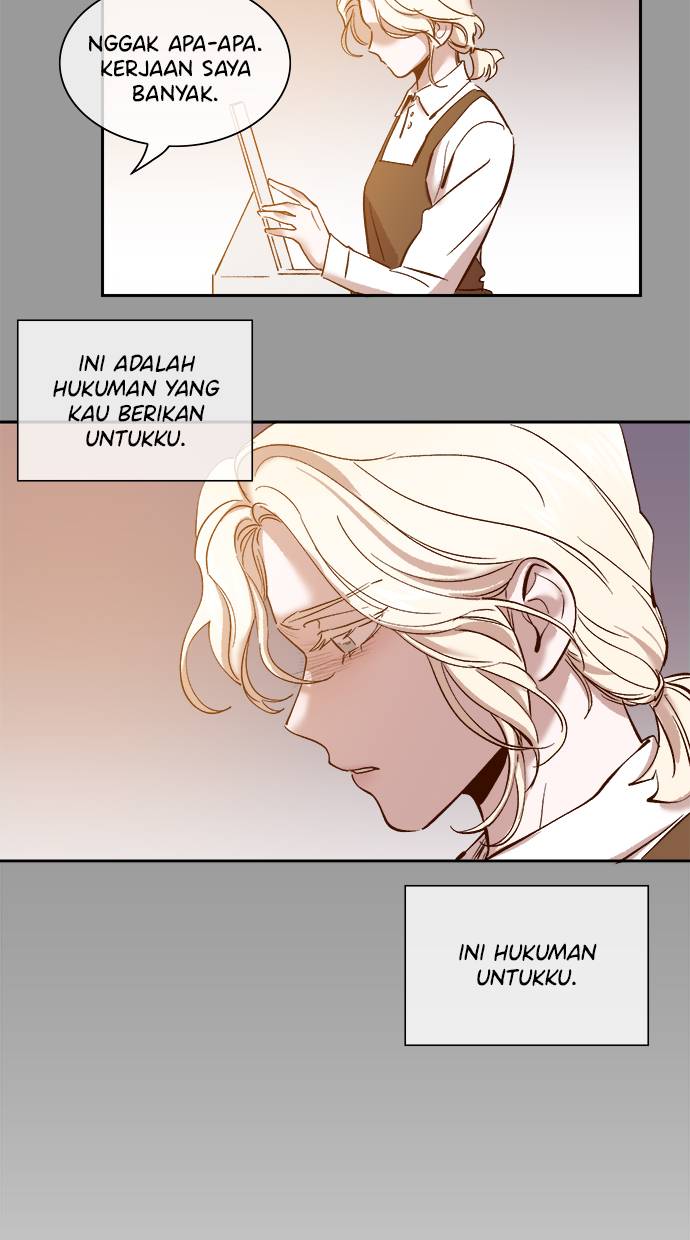 NGGAK APA-APA.
KERJAAN SAYA
BANYAK.
INI ADALAH
HUKUMAN YANG
KAU BERIKAN
UNTUKKU.
INI HUKUMAN
UNTUKKU.